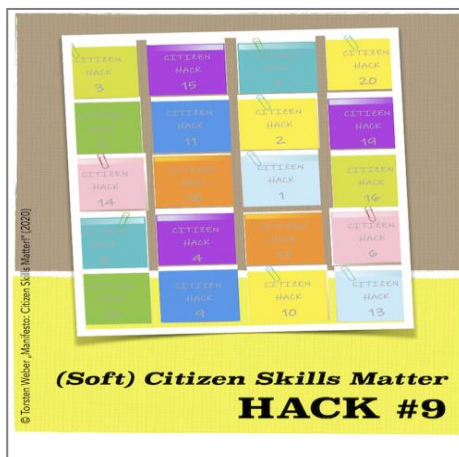 CITIZEN
HACK
3
CITIZEN
HACK
15
CITIZEN
HACK
20
CITIZEN
HACK
11
CITIZEN
HACK
2
CITIZEN
HACK
19
CITIZEN
HACK
14
CITIZEN
HACK
1
CITIZEN
HACK
16
CITIZEN
HACK
4
CITIZEN
HACK
6
CITIZEN
HACK
9
CITIZEN
HACK
10
CITIZEN
HACK
13
© Torsten Weber „Manifesto: Citizen Skills Matter!" (2020)
(Soft) Citizen Skills Matter
HACK #9